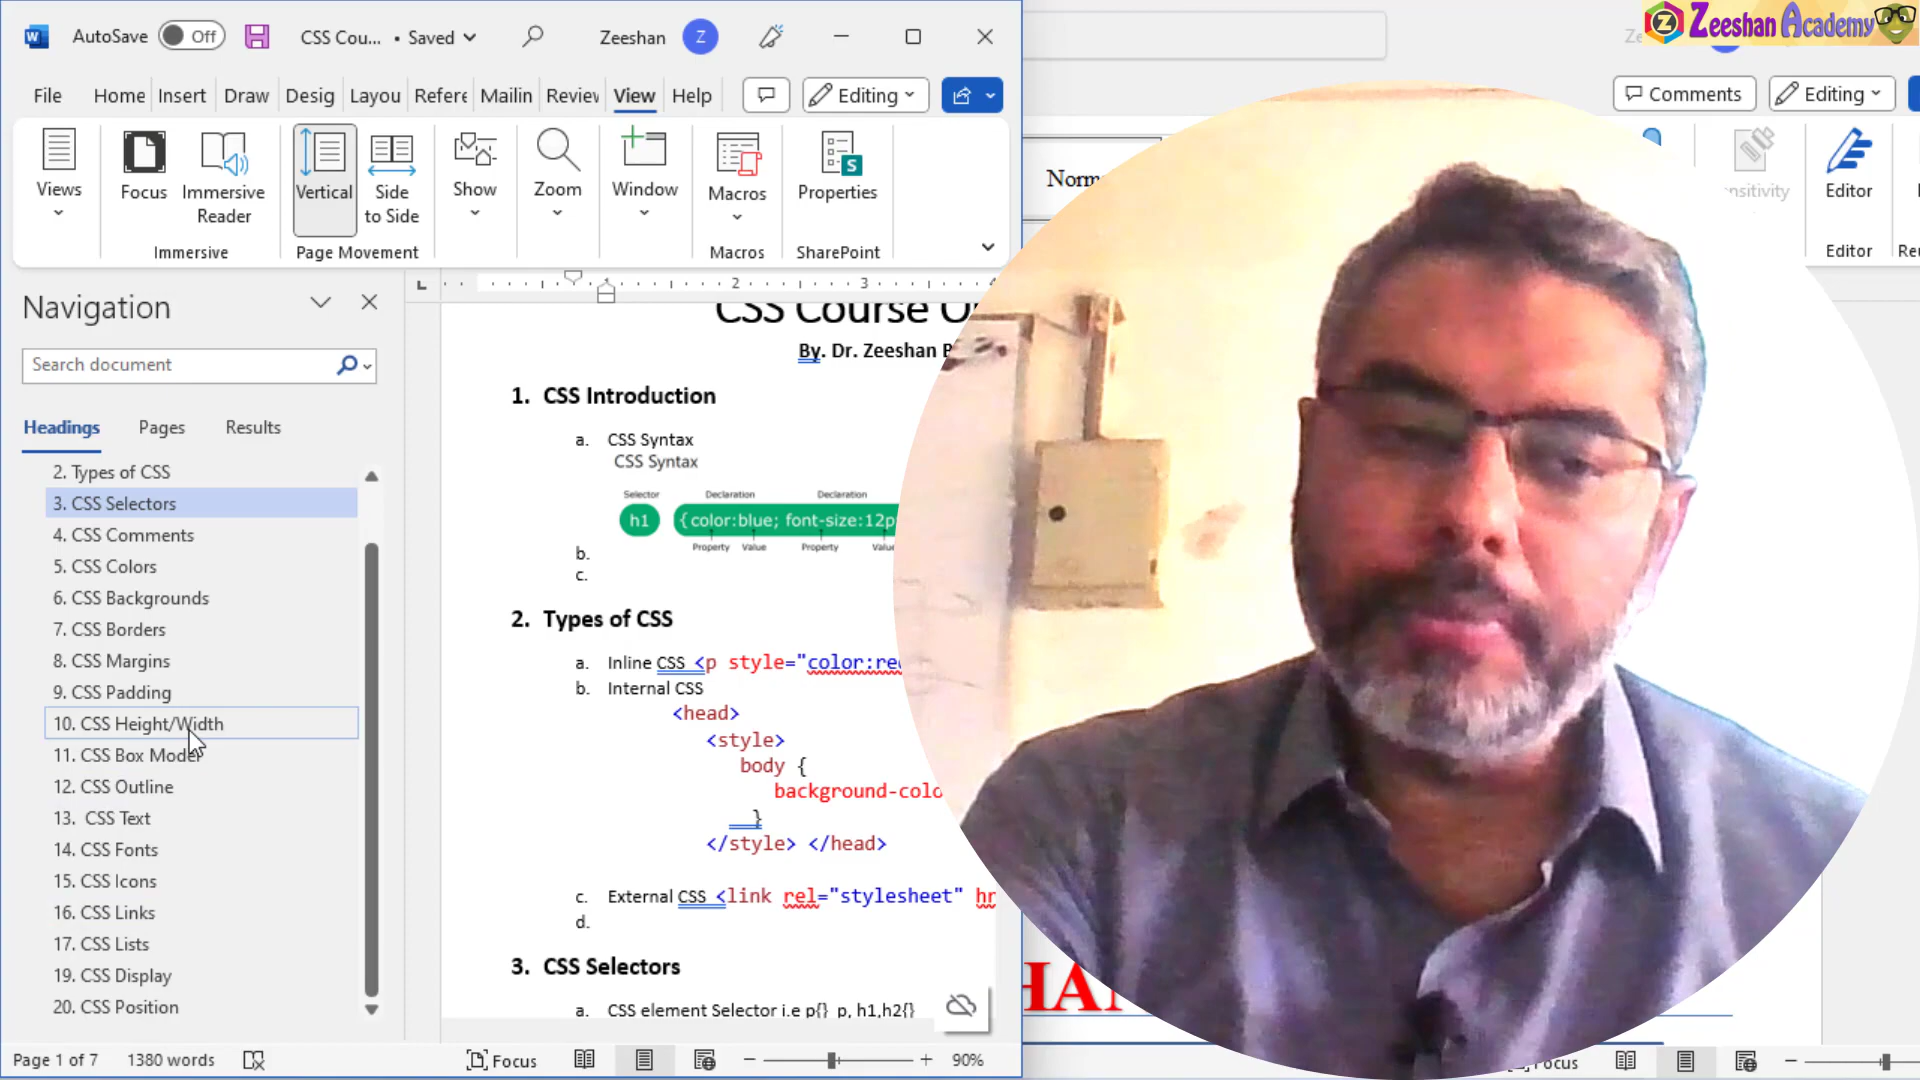 AutoSave Off CSS Cou... • Saved Zeeshan Z
Zeeshan Academy
File Home Insert Draw Desig Layou Refere Mailin Review View Help Editing
Comments Editing
Views
Focus
Immersive Reader
Immersive
Vertical
Side to Side
Page Movement
Show
Zoom
Window
Macros
Macros
Properties
SharePoint
Editor
Editor
Navigation
Search document
Headings Pages Results
2. Types of CSS
3. CSS Selectors
4. CSS Comments
5. CSS Colors
6. CSS Backgrounds
7. CSS Borders
8. CSS Margins
9. CSS Padding
10. CSS Height/Width
11. CSS Box Model
12. CSS Outline
13. CSS Text
14. CSS Fonts
15. CSS Icons
16. CSS Links
17. CSS Lists
19. CSS Display
20. CSS Position
2 3
CSS Course
By. Dr. Zeeshan
1. CSS Introduction
a. CSS Syntax
CSS Syntax
Selector Declaration Declaration
h1 { color:blue; font-size:12p
Property Value Property Value
b.
c.
2. Types of CSS
a. Inline CSS <p style="color:re
b. Internal CSS
<head>
<style>
body {
background-colo
}
</style> </head>
c. External CSS <link rel="stylesheet" hr
d.
3. CSS Selectors
a. CSS element Selector i.e p{} p, h1,h2{}
Page 1 of 7 1380 words Focus 90%